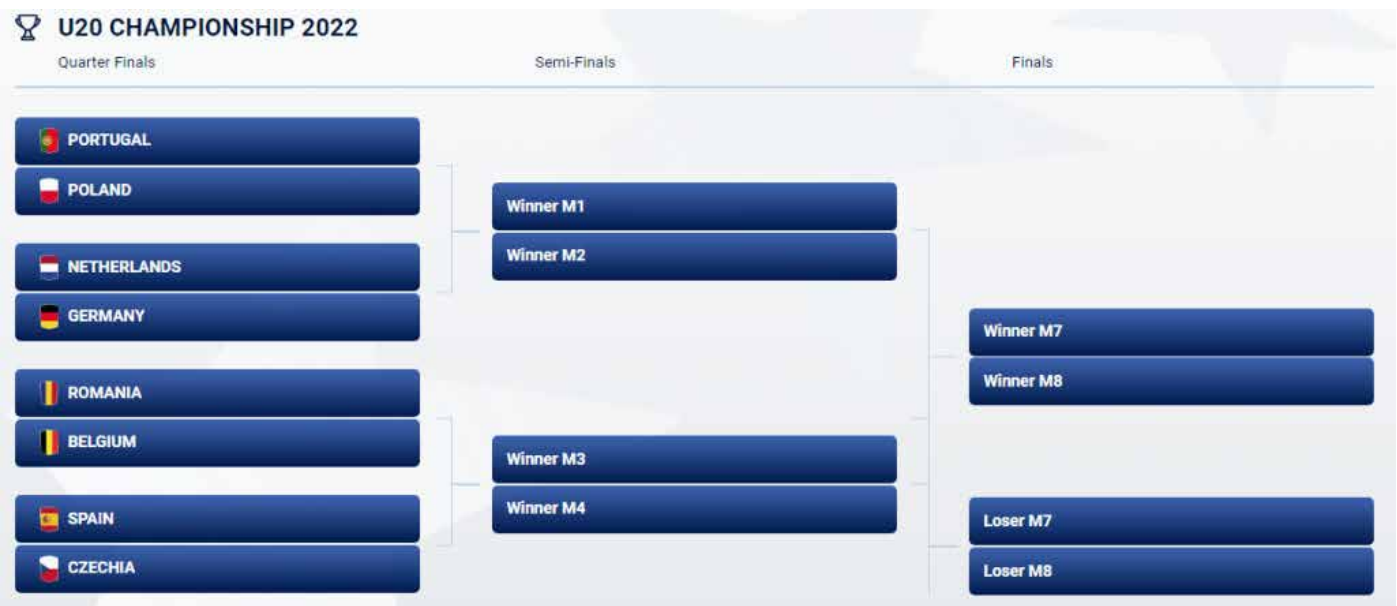 U20 CHAMPIONSHIP 2022
Quarter Finals
Semi-Finals
Finals
PORTUGAL
POLAND
NETHERLANDS
GERMANY
ROMANIA
BELGIUM
SPAIN
CZECHIA
Winner M1
Winner M2
Winner M3
Winner M4
Winner M7
Winner M8
Loser M7
Loser M8